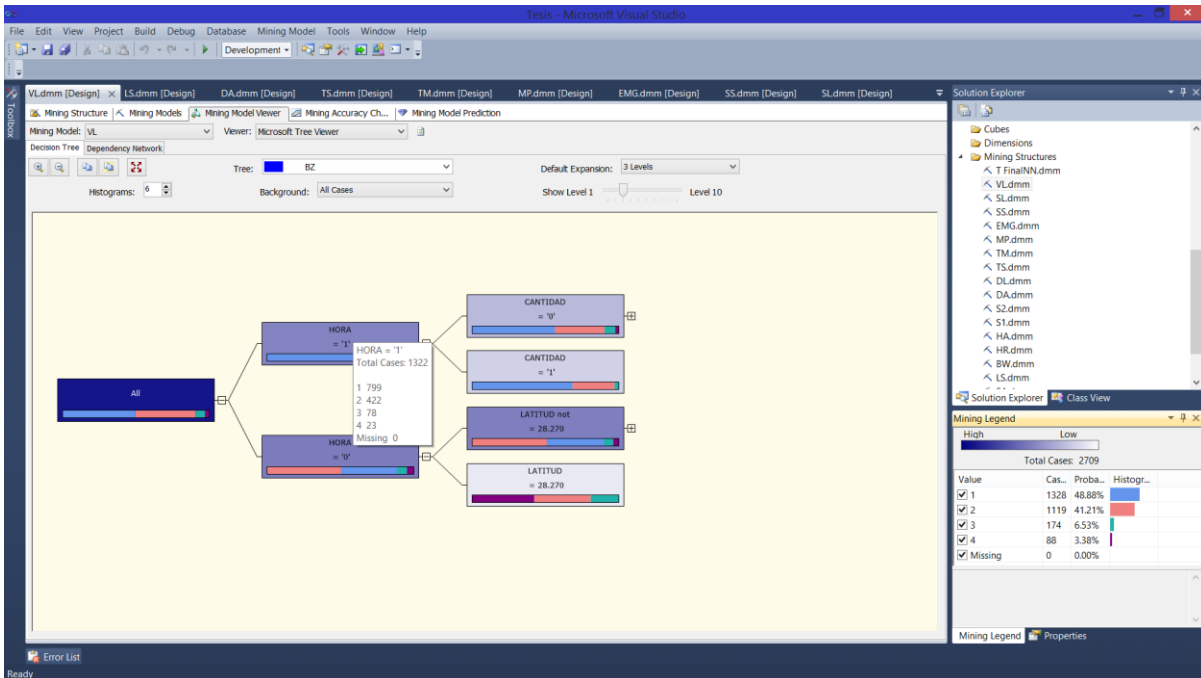 Tesis - Microsoft Visual Studio
File Edit View Project Build Debug Database Mining Model Tools Window Help
Development
Toolbox
VL.dmm [Design] LS.dmm [Design] DA.dmm [Design] TS.dmm [Design] TM.dmm [Design] MP.dmm [Design] EMG.dmm [Design] SS.dmm [Design] SL.dmm [Design]
Mining Structure Mining Models Mining Model Viewer Mining Accuracy Ch... Mining Model Prediction
Mining Model: VL Viewer: Microsoft Tree Viewer
Decision Tree Dependency Network
Tree: BZ Default Expansion: 3 Levels
Histograms: 6 Background: All Cases Show Level 1 Level 10
All
HORA
= '1'
HORA = '1'
Total Cases: 1322
1 799
2 422
3 78
4 23
Missing 0
HORA
= '0'
CANTIDAD
= '0'
CANTIDAD
= '1'
LATITUD not
= 28.270
LATITUD
= 28.270
Solution Explorer
Cubes
Dimensions
Mining Structures
T FinalNN.dmm
VL.dmm
SL.dmm
SS.dmm
EMG.dmm
MP.dmm
TM.dmm
TS.dmm
DL.dmm
DA.dmm
S2.dmm
S1.dmm
HA.dmm
HR.dmm
BW.dmm
LS.dmm
Solution Explorer Class View
Mining Legend
High Low
Total Cases: 2709
Value Cas... Proba... Histogr...
1 1328 48.88%
2 1119 41.21%
3 174 6.53%
4 88 3.38%
Missing 0 0.00%
Mining Legend Properties
Error List
Ready